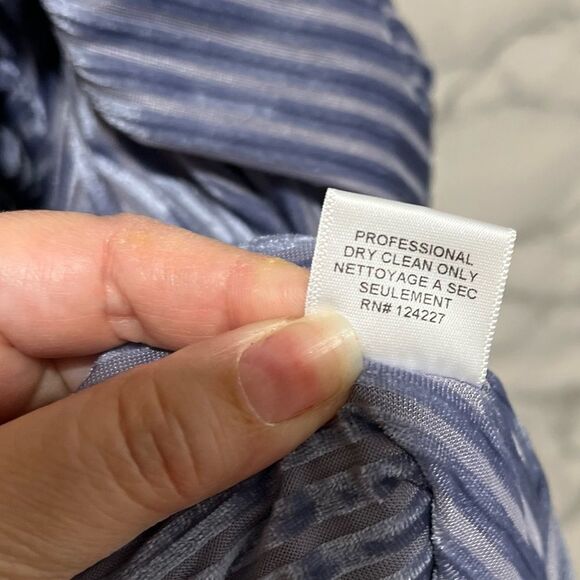 PROFESSIONAL
DRY CLEAN ONLY
NETTOYAGE A SEC
SEULEMENT
RN# 124227